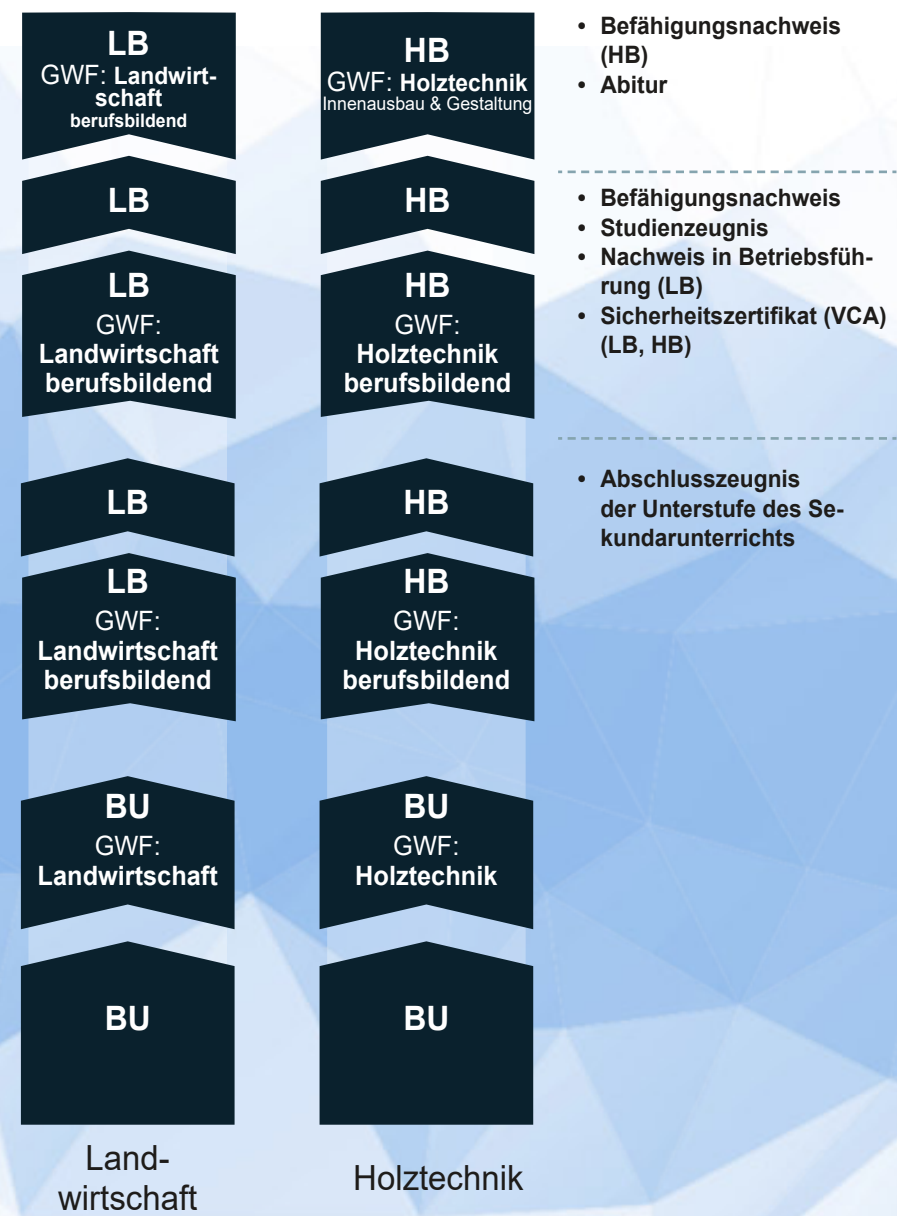 LB
GWF: Landwirt-
schaft
berufsbildend
HB
GWF: Holztechnik
Innenausbau & Gestaltung
• Befähigungsnachweis
(HB)
• Abitur
LB
HB
• Befähigungsnachweis
• Studienzeugnis
• Nachweis in Betriebsfüh-
rung (LB)
• Sicherheitszertifikat (VCA)
(LB, HB)
LB
GWF:
Landwirtschaft
berufsbildend
HB
GWF:
Holztechnik
berufsbildend
LB
HB
• Abschlusszeugnis
der Unterstufe des Se-
kundarunterrichts
LB
GWF:
Landwirtschaft
berufsbildend
HB
GWF:
Holztechnik
berufsbildend
BU
GWF:
Landwirtschaft
BU
GWF:
Holztechnik
BU
BU
Land-
wirtschaft
Holztechnik